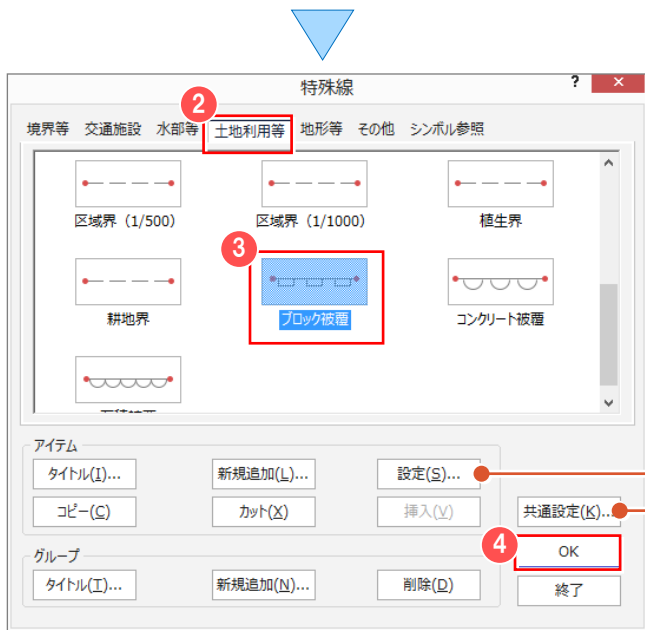 特殊線
?
×
2
境界等 交通施設 水部等 土地利用等 地形等 その他 シンボル参照
区域界（1/500） 区域界（1/1000） 植生界
3
耕地界 ブロック被覆 コンクリート被覆
アイテム
タイトル(I)... 新規追加(L)... 設定(S)...
コピー(C) カット(X) 挿入(V) 共通設定(K)...
4
OK
グループ
タイトル(T)... 新規追加(N)... 削除(D) 終了